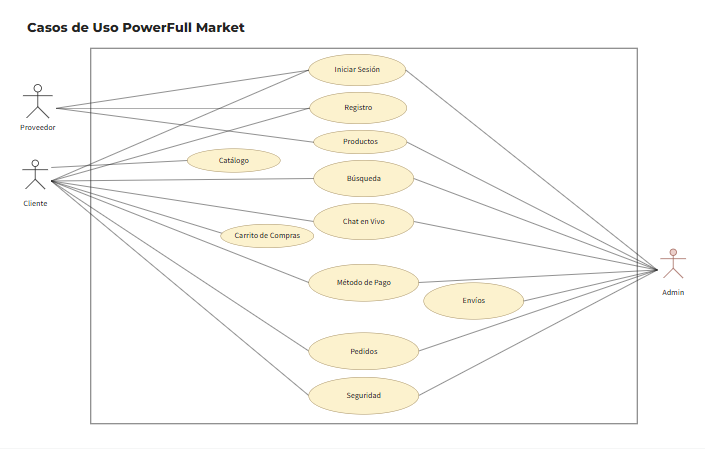 Casos de Uso PowerFull Market
Iniciar Sesión
Registro
Proveedor
Productos
Catálogo
Búsqueda
Cliente
Chat en Vivo
Carrito de Compras
Método de Pago
Admin
Envíos
Pedidos
Seguridad